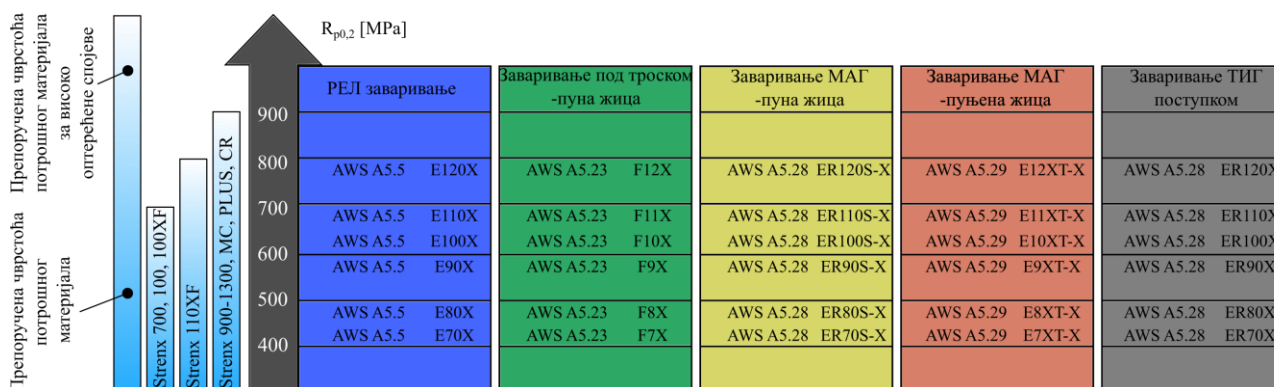 Препоручена чврстоћа
потрошног материјала
за високо
оптерећене спојеве
Препоручена чврстоћа
потрошног
материјала
Strenx 700, 100, 100XF
Strenx 110XF
Strenx 900-1300, MC, PLUS, CR
Rp0,2 [MPa]
900
800
700
600
500
400
РЕЛ заваривање
AWS A5.5 E120X
AWS A5.5 E110X
AWS A5.5 E100X
AWS A5.5 E90X
AWS A5.5 E80X
AWS A5.5 E70X
Заваривање под троском
-пуна жица
AWS A5.23 F12X
AWS A5.23 F11X
AWS A5.23 F10X
AWS A5.23 F9X
AWS A5.23 F8X
AWS A5.23 F7X
Заваривање МАГ
-пуна жица
AWS A5.28 ER120S-X
AWS A5.28 ER110S-X
AWS A5.28 ER100S-X
AWS A5.28 ER90S-X
AWS A5.28 ER80S-X
AWS A5.28 ER70S-X
Заваривање МАГ
-пуњена жица
AWS A5.29 E12XT-X
AWS A5.29 E11XT-X
AWS A5.29 E10XT-X
AWS A5.29 E9XT-X
AWS A5.29 E8XT-X
AWS A5.29 E7XT-X
Заваривање ТИГ
поступком
AWS A5.28 ER120X
AWS A5.28 ER110X
AWS A5.28 ER100X
AWS A5.28 ER90X
AWS A5.28 ER80X
AWS A5.28 ER70X